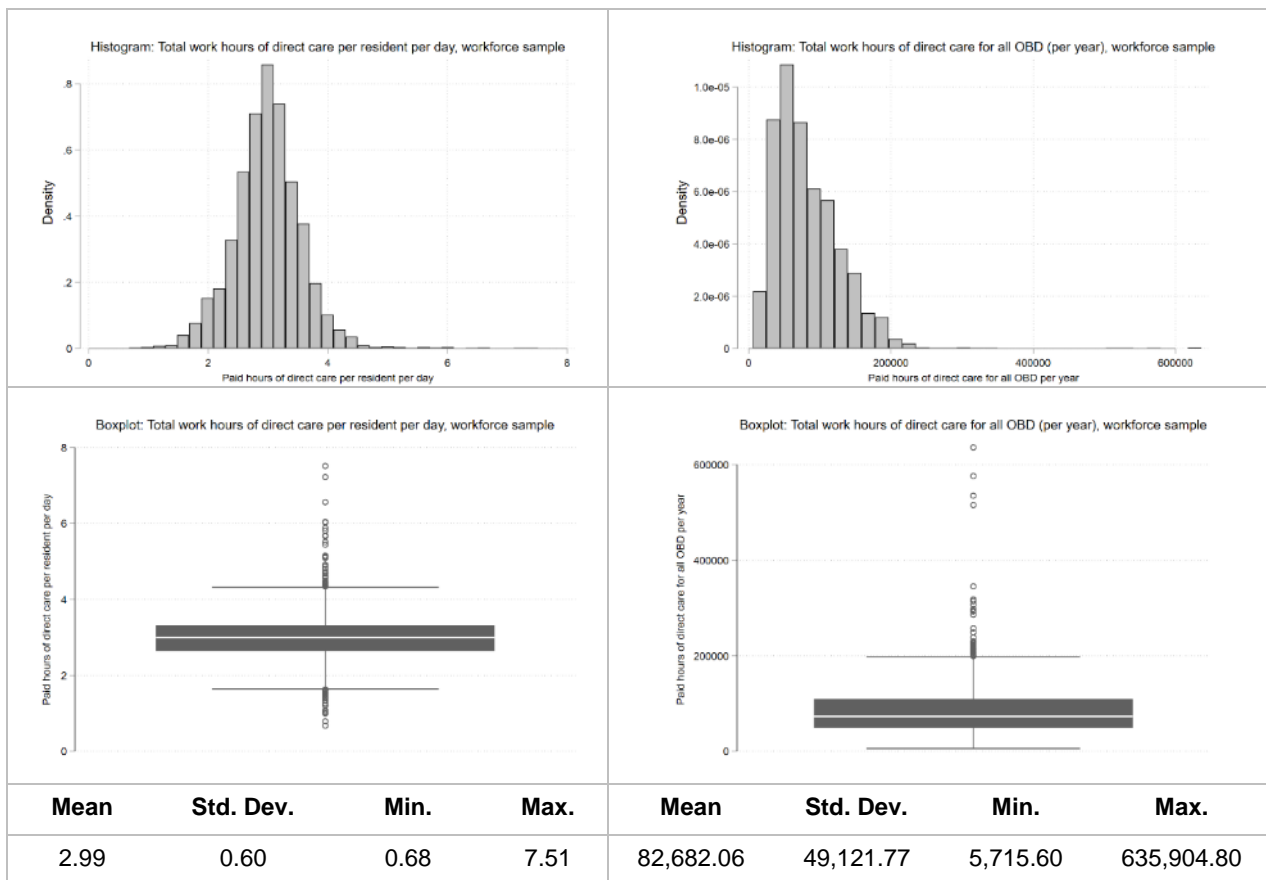 Histogram: Total work hours of direct care per resident per day, workforce sample
.8
.6
.4
.2
0
Density
0 2 4 6 8
Paid hours of direct care per resident per day
Histogram: Total work hours of direct care for all OBD (per year), workforce sample
1.0e-05
8.0e-06
6.0e-06
4.0e-06
2.0e-06
0
Density
0 200000 400000 600000
Paid hours of direct care for all OBD per year
Boxplot: Total work hours of direct care per resident per day, workforce sample
8
6
4
2
0
Paid hours of direct care per resident per day
Boxplot: Total work hours of direct care for all OBD (per year), workforce sample
600000
400000
200000
0
Paid hours of direct care for all OBD per year
Mean Std. Dev. Min. Max. Mean Std. Dev. Min. Max.
2.99 0.60 0.68 7.51 82,682.06 49,121.77 5,715.60 635,904.80